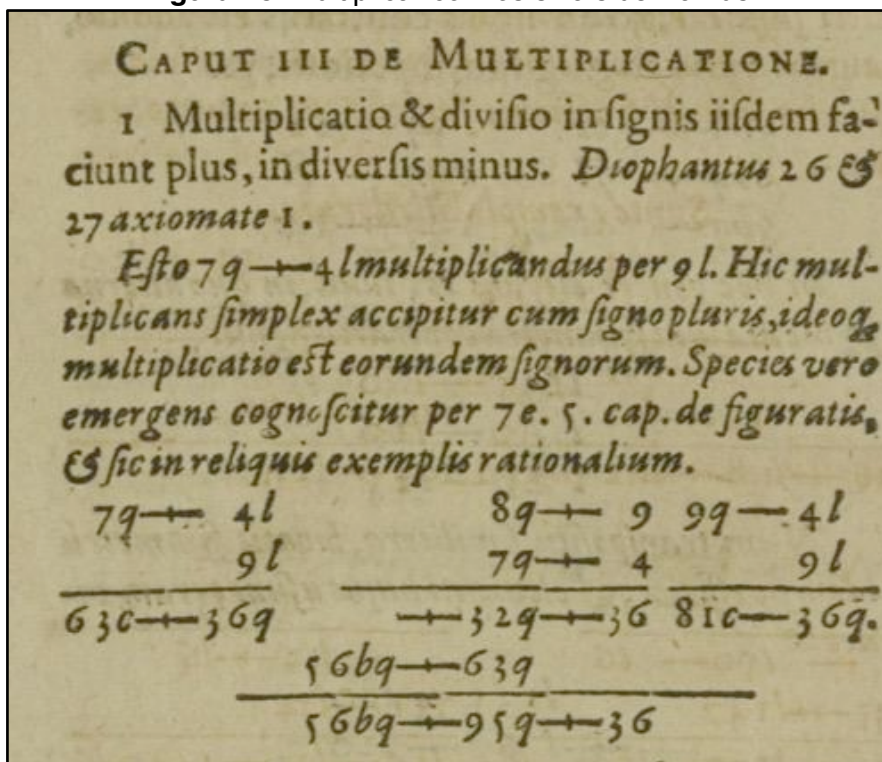 CAPUT III DE MULTIPLICATIONE.
1 Multiplicatio & diviſio in ſignis iiſdem fa-
ciunt plus, in diverſis minus. Diophantus 26 &
27 axiomate 1.
Eſto 7q+4l multiplicandus per 9l. Hic mul-
tiplicans ſimplex accipitur cum ſigno pluris, ideoq,
multiplicatio eſt eorundem ſignorum. Species vero
emergens cognoſcitur per 7 e. 5. cap. de figuratis,
& ſic in reliquis exemplis rationalium.
7q+ 4l 8q+ 9 9q— 4l
9l 7q+ 4 9l
63c+36q +32q+36 81c—36q.
56bq+63q
56bq+95q+36